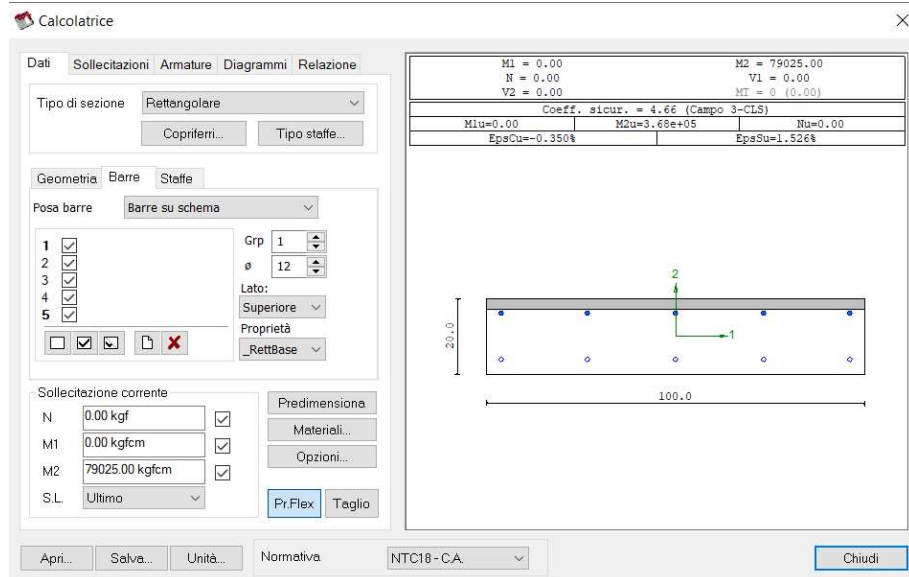 Calcolatrice
Dati Sollecitazioni Armature Diagrammi Relazione
Tipo di sezione Rettangolare
Copriferri... Tipo staffe...
Geometria Barre Staffe
Posa barre Barre su schema
1
2
3
4
5
Grp 1
ø 12
Lato:
Superiore
Proprietà
_RettBase
Sollecitazione corrente
N 0.00 kgf
M1 0.00 kgfcm
M2 79025.00 kgfcm
S.L. Ultimo
Predimensiona
Materiali...
Opzioni...
Pr.Flex Taglio
M1 = 0.00 M2 = 79025.00
N = 0.00 V1 = 0.00
V2 = 0.00 MT = 0 (0.00)
Coeff. sicur. = 4.66 (Campo 3-CLS)
M1u=0.00 M2u=3.68e+05 Nu=0.00
EpsCu=-0.350% EpsSu=1.526%
2
1
20.0
100.0
Apri... Salva... Unità... Normativa NTC18 - C.A. Chiudi